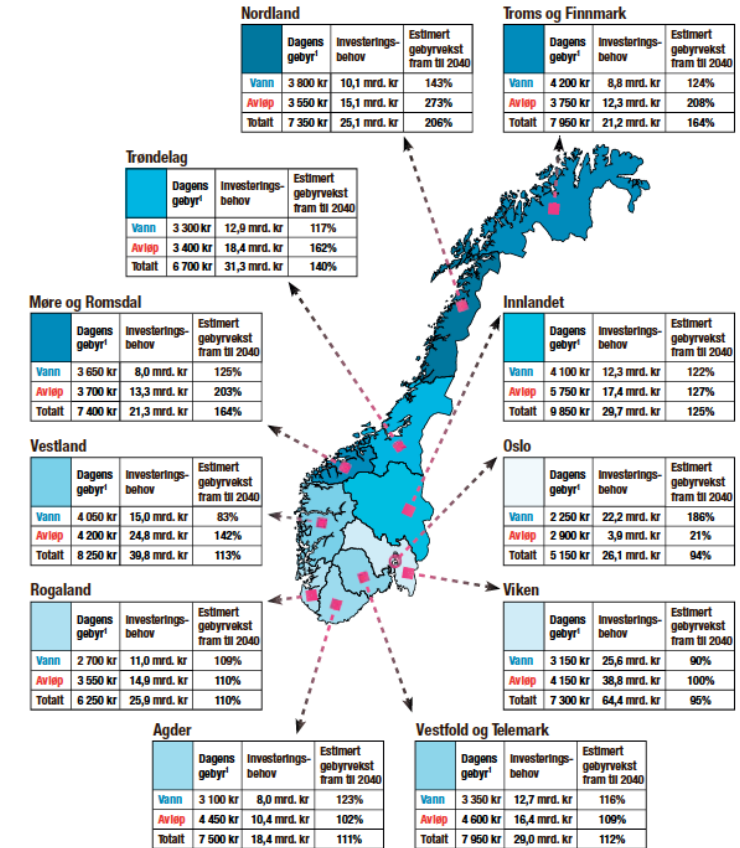 Nordland
Dagens gebyr¹ Investerings-behov Estimert gebyrvekst fram til 2040
Vann 3 800 kr 10,1 mrd. kr 143%
Avløp 3 550 kr 15,1 mrd. kr 273%
Totalt 7 350 kr 25,1 mrd. kr 206%
Troms og Finnmark
Dagens gebyr¹ Investerings-behov Estimert gebyrvekst fram til 2040
Vann 4 200 kr 8,8 mrd. kr 124%
Avløp 3 750 kr 12,3 mrd. kr 208%
Totalt 7 950 kr 21,2 mrd. kr 164%
Trøndelag
Dagens gebyr¹ Investerings-behov Estimert gebyrvekst fram til 2040
Vann 3 300 kr 12,9 mrd. kr 117%
Avløp 3 400 kr 18,4 mrd. kr 162%
Totalt 6 700 kr 31,3 mrd. kr 140%
Møre og Romsdal
Dagens gebyr¹ Investerings-behov Estimert gebyrvekst fram til 2040
Vann 3 650 kr 8,0 mrd. kr 125%
Avløp 3 700 kr 13,3 mrd. kr 203%
Totalt 7 400 kr 21,3 mrd. kr 164%
Innlandet
Dagens gebyr¹ Investerings-behov Estimert gebyrvekst fram til 2040
Vann 4 100 kr 12,3 mrd. kr 122%
Avløp 5 750 kr 17,4 mrd. kr 127%
Totalt 9 850 kr 29,7 mrd. kr 125%
Vestland
Dagens gebyr¹ Investerings-behov Estimert gebyrvekst fram til 2040
Vann 4 050 kr 15,0 mrd. kr 83%
Avløp 4 200 kr 24,8 mrd. kr 142%
Totalt 8 250 kr 39,8 mrd. kr 113%
Oslo
Dagens gebyr¹ Investerings-behov Estimert gebyrvekst fram til 2040
Vann 2 250 kr 22,2 mrd. kr 186%
Avløp 2 900 kr 3,9 mrd. kr 21%
Totalt 5 150 kr 26,1 mrd. kr 94%
Rogaland
Dagens gebyr¹ Investerings-behov Estimert gebyrvekst fram til 2040
Vann 2 700 kr 11,0 mrd. kr 109%
Avløp 3 550 kr 14,9 mrd. kr 110%
Totalt 6 250 kr 25,9 mrd. kr 110%
Viken
Dagens gebyr¹ Investerings-behov Estimert gebyrvekst fram til 2040
Vann 3 150 kr 25,6 mrd. kr 90%
Avløp 4 150 kr 38,8 mrd. kr 100%
Totalt 7 300 kr 64,4 mrd. kr 95%
Agder
Dagens gebyr¹ Investerings-behov Estimert gebyrvekst fram til 2040
Vann 3 100 kr 8,0 mrd. kr 123%
Avløp 4 450 kr 10,4 mrd. kr 102%
Totalt 7 500 kr 18,4 mrd. kr 111%
Vestfold og Telemark
Dagens gebyr¹ Investerings-behov Estimert gebyrvekst fram til 2040
Vann 3 350 kr 12,7 mrd. kr 116%
Avløp 4 600 kr 16,4 mrd. kr 109%
Totalt 7 950 kr 29,0 mrd. kr 112%